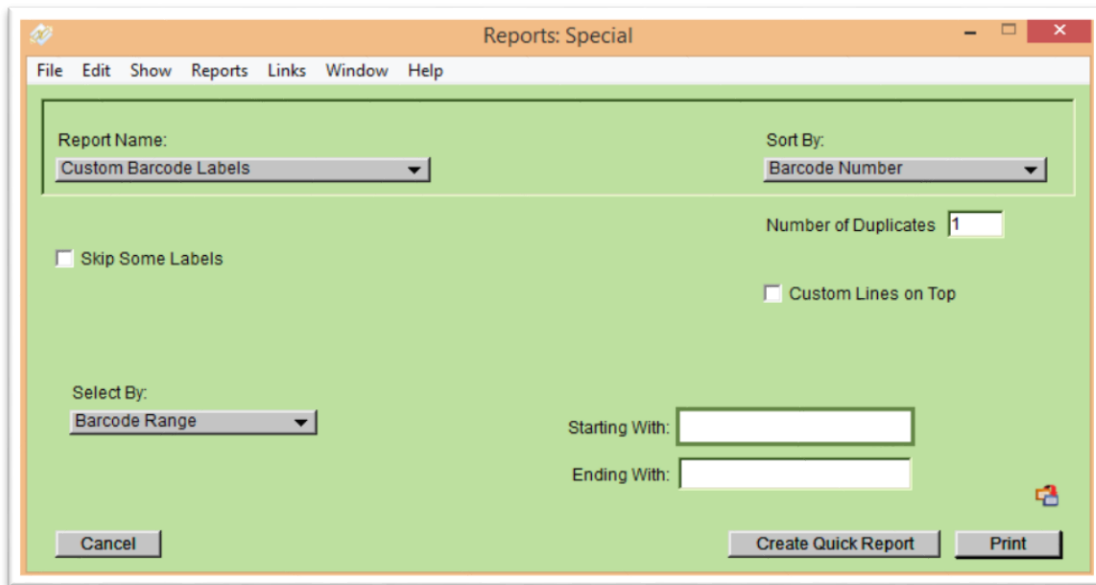 Reports: Special
File Edit Show Reports Links Window Help
Report Name:
Sort By:
Custom Barcode Labels
Barcode Number
Number of Duplicates 1
Skip Some Labels
Custom Lines on Top
Select By:
Barcode Range
Starting With:
Ending With:
Cancel
Create Quick Report
Print